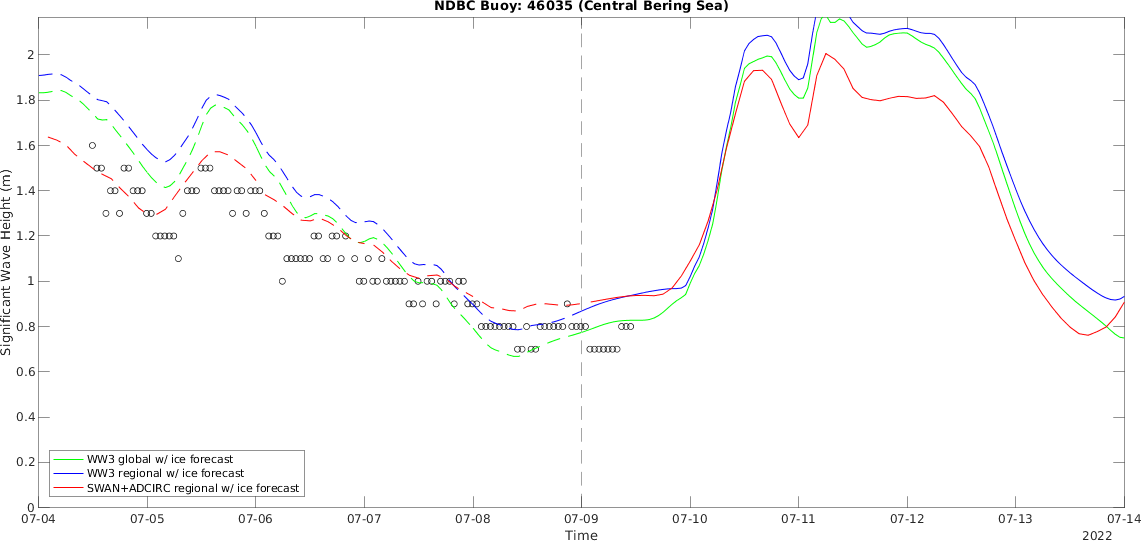 NDBC Buoy: 46035 (Central Bering Sea)
Significant Wave Height (m)
2
1.8
1.6
1.4
1.2
1
0.8
0.6
0.4
0.2
0
WW3 global w/ ice forecast
WW3 regional w/ ice forecast
SWAN+ADCIRC regional w/ ice forecast
07-04 07-05 07-06 07-07 07-08 07-09 07-10 07-11 07-12 07-13 07-14
Time
2022